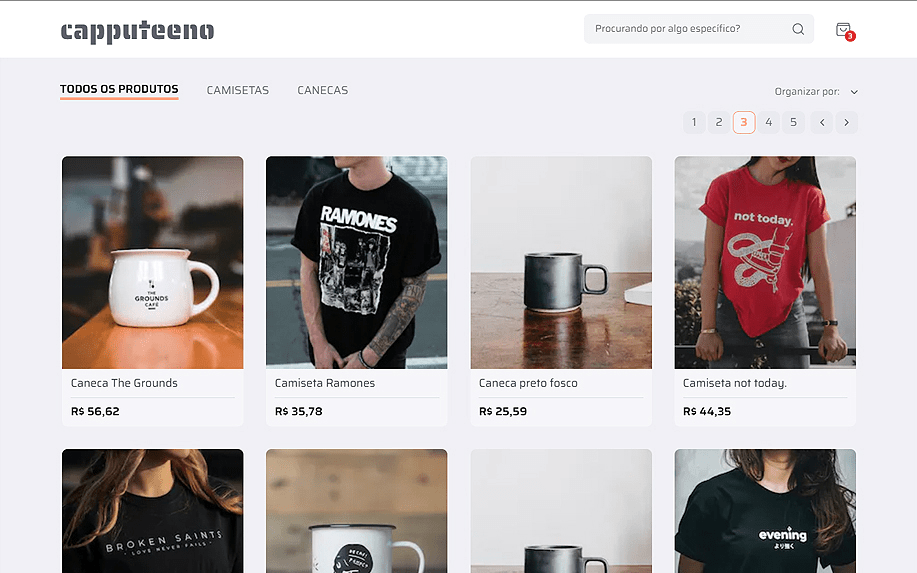 capputeeno
Procurando por algo específico?
3
TODOS OS PRODUTOS
CAMISETAS
CANECAS
Organizar por:
1 2 3 4 5
THE
GROUNDS
CAFE
RAMONES
not today.
Caneca The Grounds
Camiseta Ramones
Caneca preto fosco
Camiseta not today.
R$ 56,62
R$ 35,78
R$ 25,59
R$ 44,35
BROKEN SAINTS
• LOVE NEVER FAILS •
evening
より強く